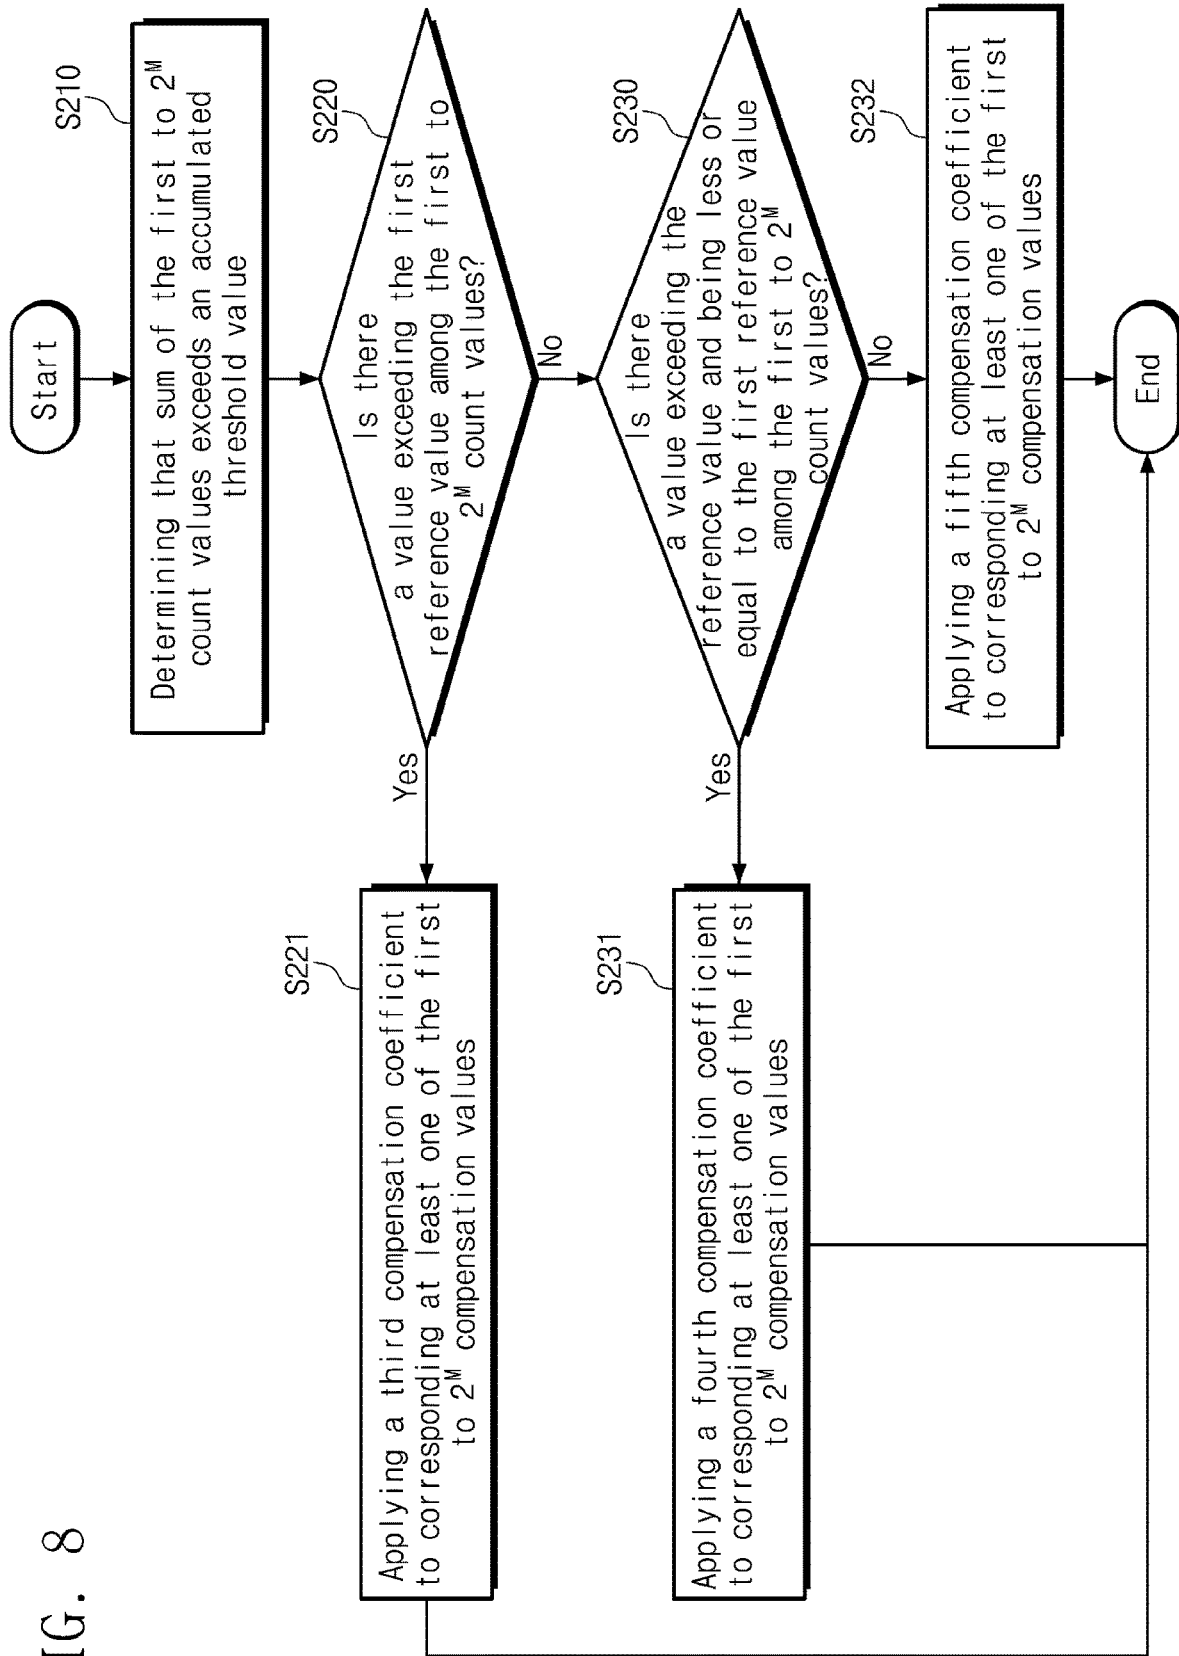 IG. 8
Start
S210
Determining that sum of the first to 2^M
count values exceeds an accumulated
threshold value
S220
Is there
a value exceeding the first
reference value among the first to
2^M count values?
Yes
No
S221
Applying a third compensation coefficient
to corresponding at least one of the first
to 2^M compensation values
S230
Is there
a value exceeding the
reference value and being less or
equal to the first reference value
among the first to 2^M
count values?
Yes
No
S231
Applying a fourth compensation coefficient
to corresponding at least one of the first
to 2^M compensation values
S232
Applying a fifth compensation coefficient
to corresponding at least one of the first
to 2^M compensation values
End